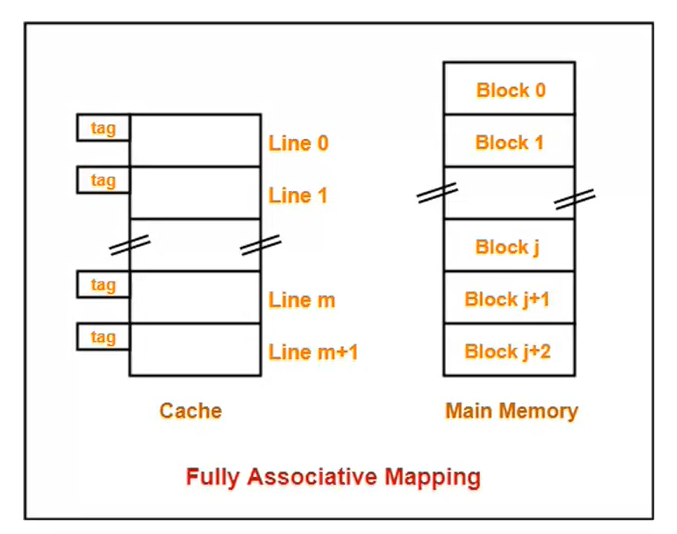 tag
Line 0
tag
Line 1
tag
Line m
tag
Line m+1
Cache
Block 0
Block 1
Block j
Block j+1
Block j+2
Main Memory
Fully Associative Mapping